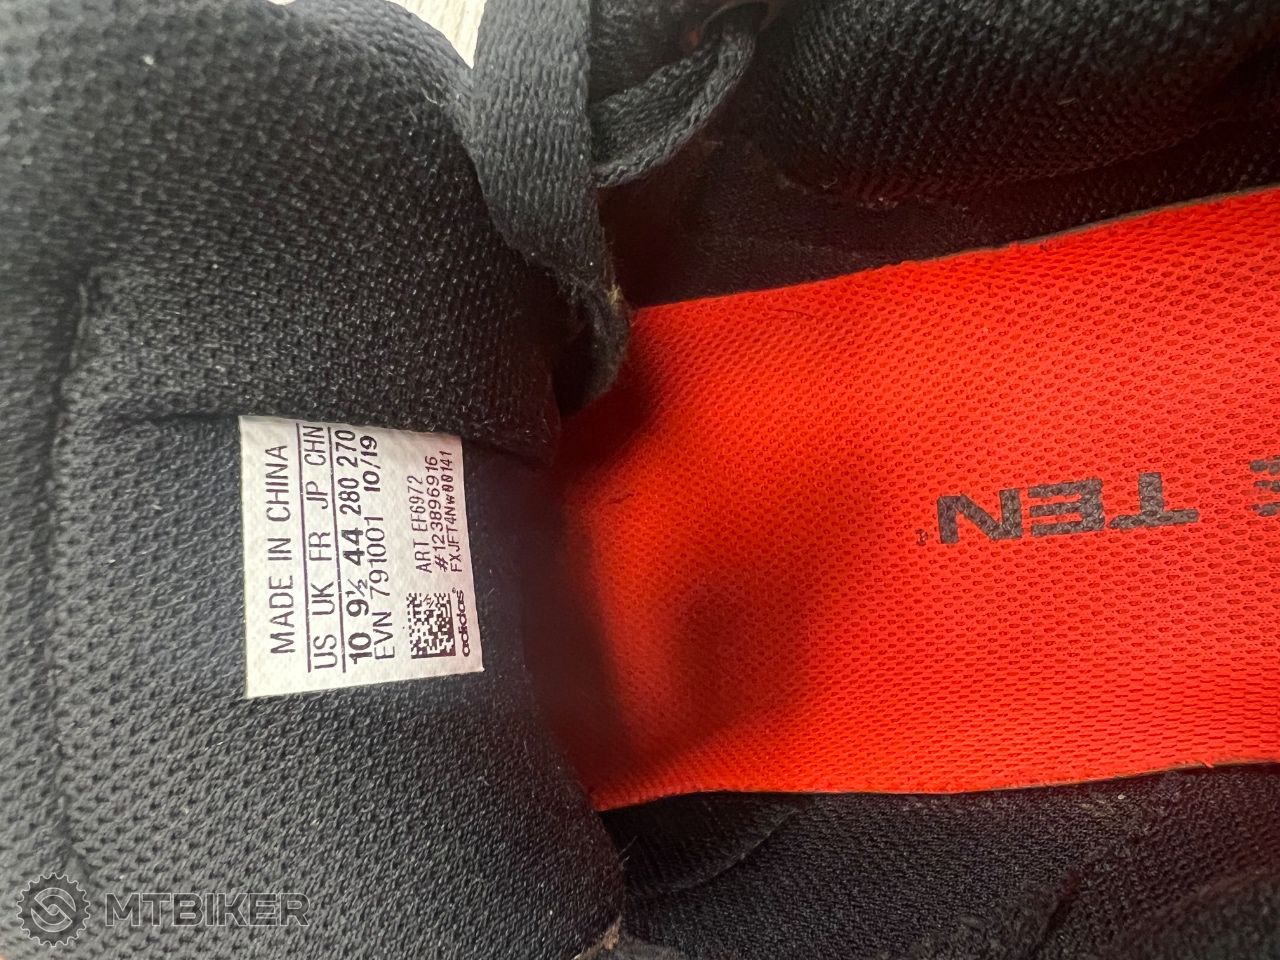 MADE IN CHINA
US UK FR JP CHN
10 9½ 44 280 270
EVN 791001 10/19
ART EF6972
#123896916
FXJFT4NW00141
adidas
TEN
MTBIKER